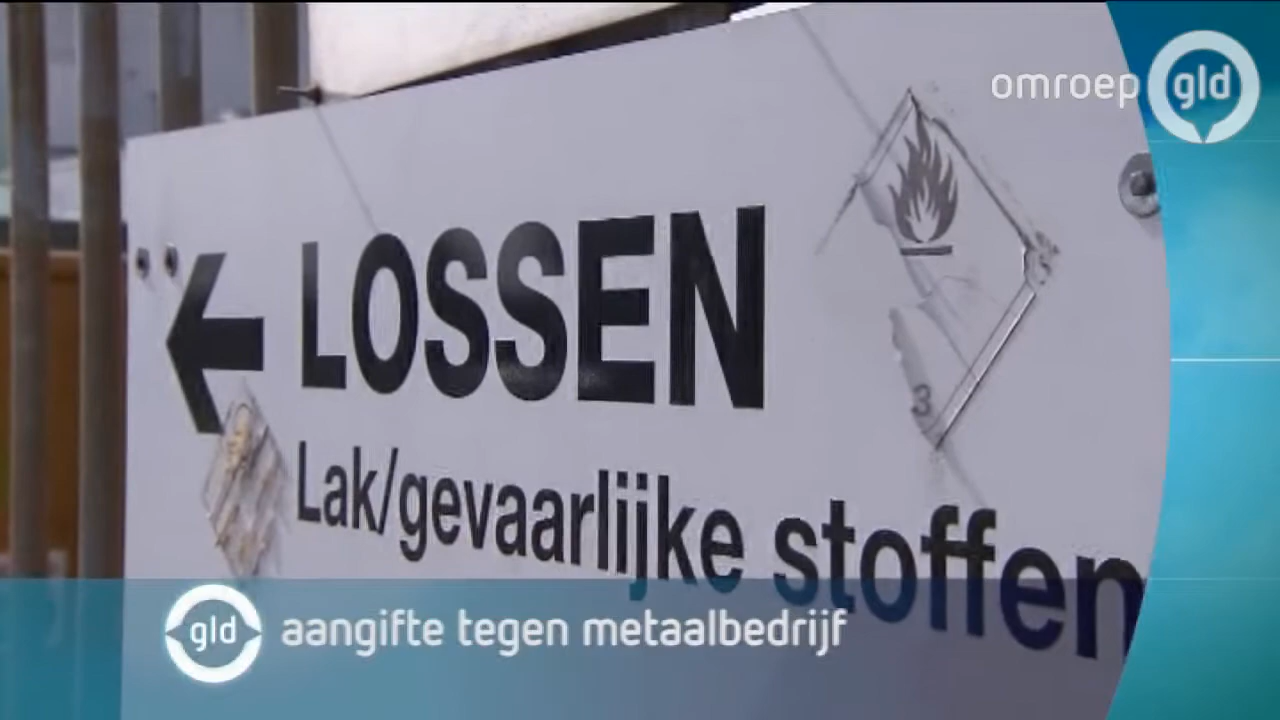 omroep gld
LOSSEN
3
Lak/gevaarlijke stoffen
gld aangifte tegen metaalbedrijf